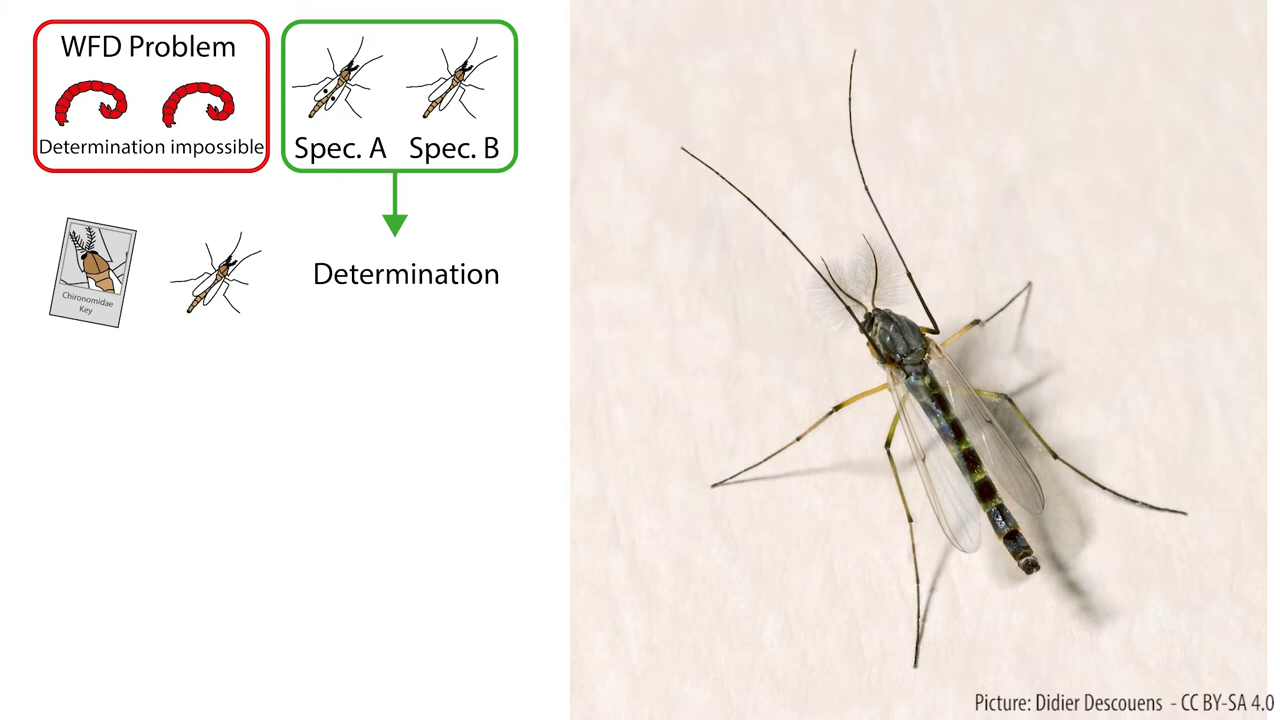 WFD Problem
Determination impossible
Spec. A
Spec. B
Chironomidae
Key
Determination
Picture: Didier Descouens - CC BY-SA 4.0